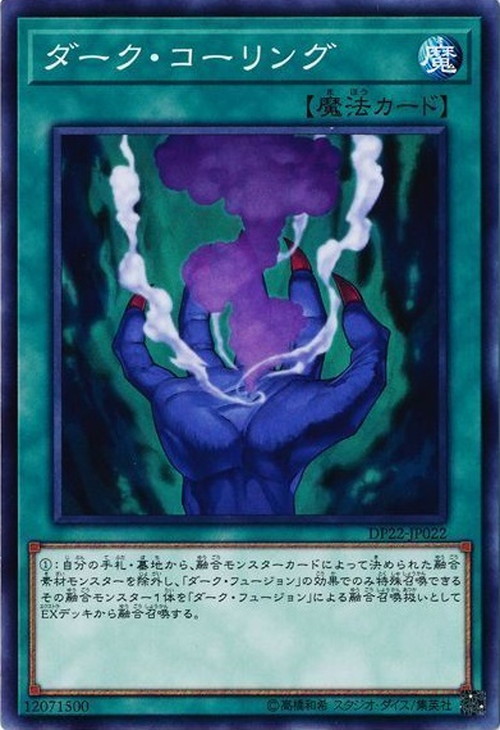 ダーク・コーリング
魔
【魔法カード】
DP22-JP022
①:自分の手札・墓地から、融合モンスターカードによって決められた融合
素材モンスターを除外し、「ダーク・フュージョン」の効果でのみ特殊召喚できる
その融合モンスター1体を「ダーク・フュージョン」による融合召喚扱いとして
EXデッキから融合召喚する。
12071500
©高橋和希 スタジオ・ダイス/集英社